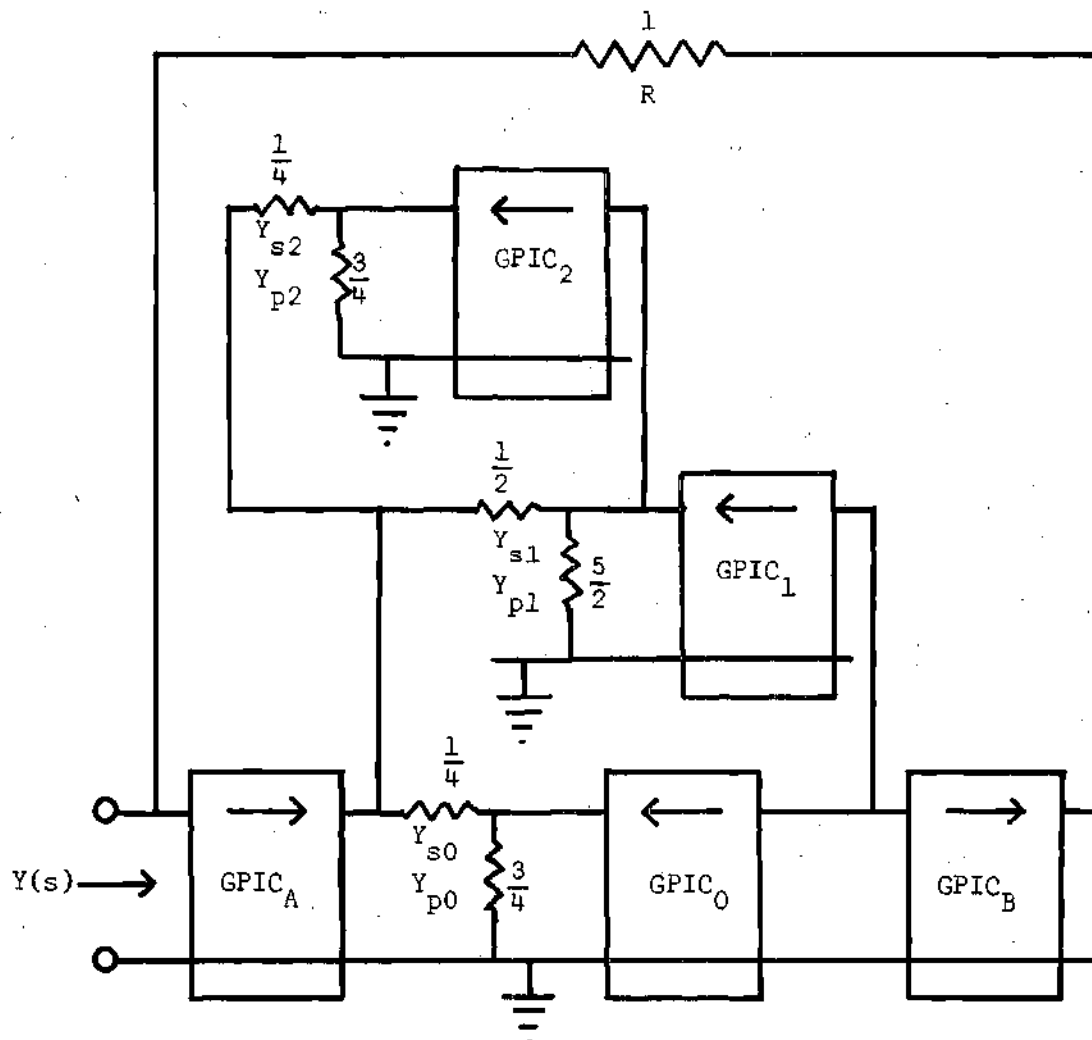 1
R
1/4
Y_s2
Y_p2
3/4
GPIC_2
1/2
Y_s1
Y_p1
5/2
GPIC_1
1/4
Y_s0
Y_p0
3/4
Y(s)
GPIC_A
GPIC_O
GPIC_B